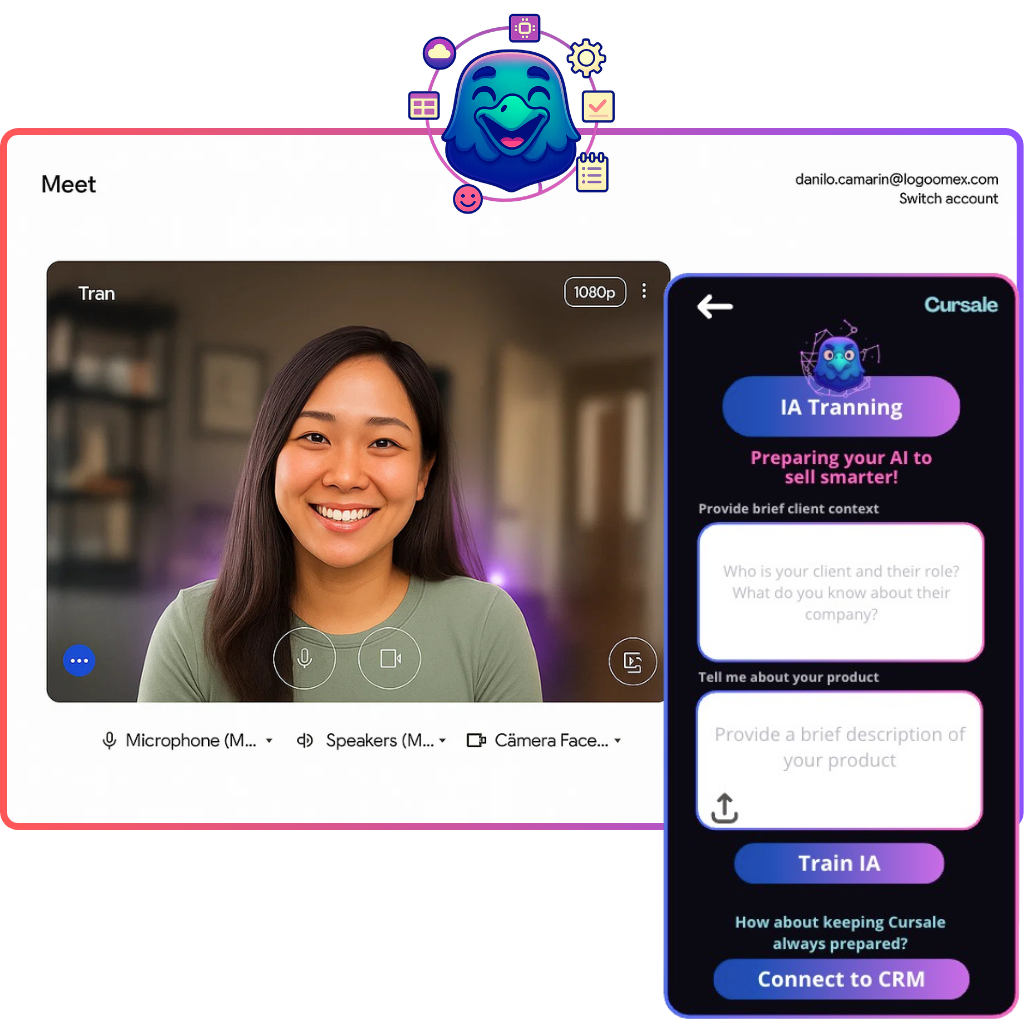 Meet
danilo.camarin@logoomex.com
Switch account
Tran
1080p
Microphone (M...
Speakers (M...
Cämera Face...
Cursale
IA Tranning
Preparing your AI to
sell smarter!
Provide brief client context
Who is your client and their role?
What do you know about their
company?
Tell me about your product
Provide a brief description of
your product
Train IA
How about keeping Cursale
always prepared?
Connect to CRM